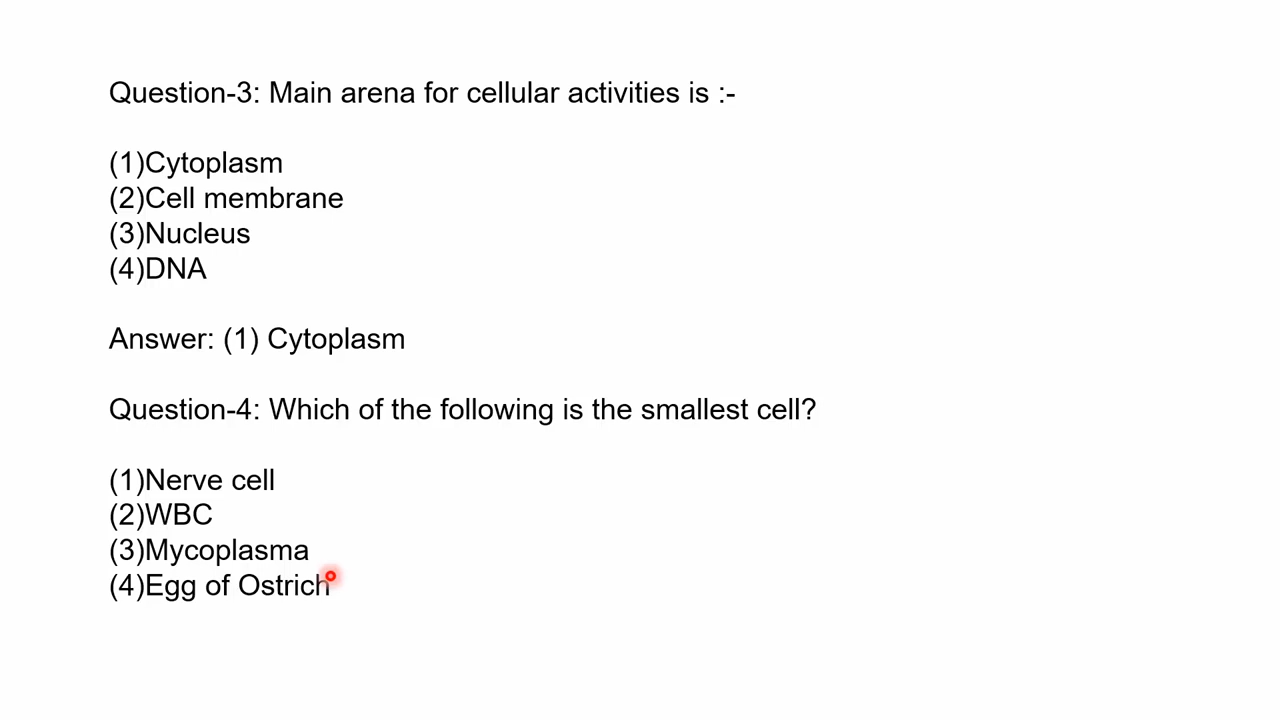 Question-3: Main arena for cellular activities is :-
(1)Cytoplasm
(2)Cell membrane
(3)Nucleus
(4)DNA
Answer: (1) Cytoplasm
Question-4: Which of the following is the smallest cell?
(1)Nerve cell
(2)WBC
(3)Mycoplasma
(4)Egg of Ostrich